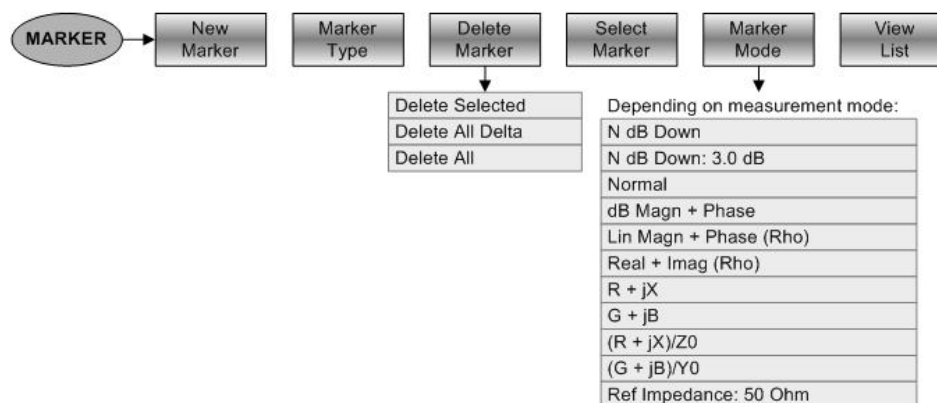 MARKER
New
Marker
Marker
Type
Delete
Marker
Select
Marker
Marker
Mode
View
List
Delete Selected
Delete All Delta
Delete All
Depending on measurement mode:
N dB Down
N dB Down: 3.0 dB
Normal
dB Magn + Phase
Lin Magn + Phase (Rho)
Real + Imag (Rho)
R + jX
G + jB
(R + jX)/Z0
(G + jB)/Y0
Ref Impedance: 50 Ohm